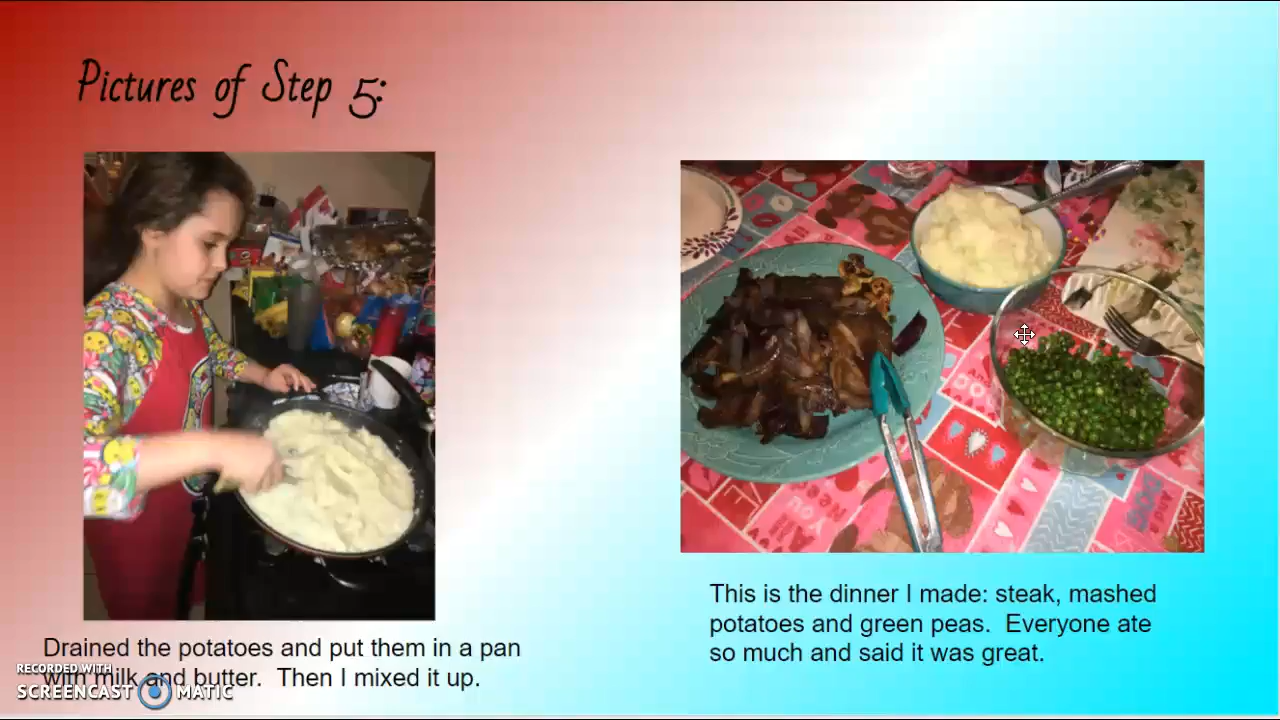 Pictures of Step 5:
Drained the potatoes and put them in a pan
with milk and butter.  Then I mixed it up.
This is the dinner I made: steak, mashed
potatoes and green peas.  Everyone ate
so much and said it was great.
RECORDED WITH
SCREENCAST MATIC